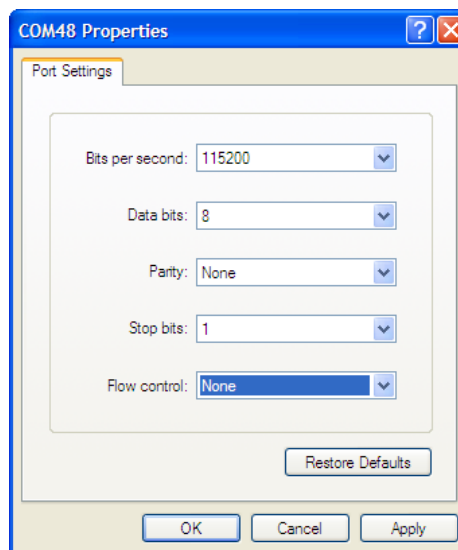 COM48 Properties
Port Settings
Bits per second: 115200
Data bits: 8
Parity: None
Stop bits: 1
Flow control: None
Restore Defaults
OK Cancel Apply